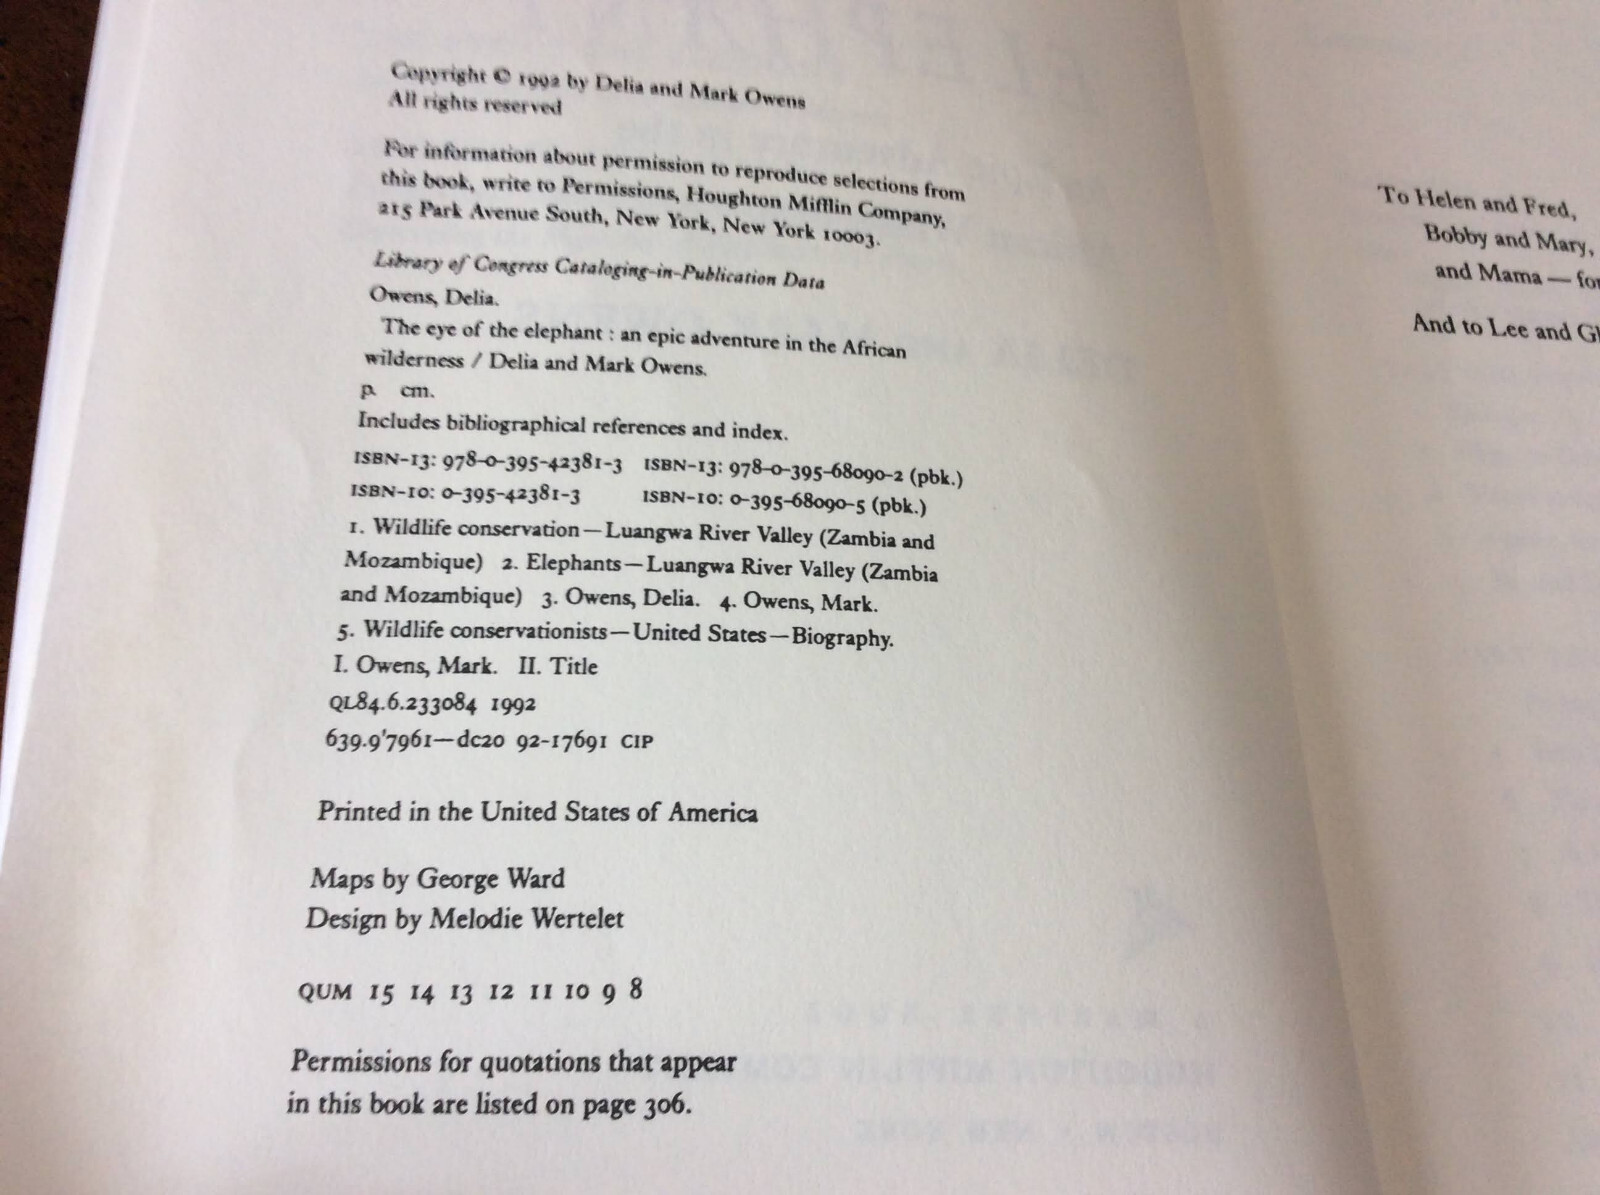 Copyright © 1992 by Delia and Mark Owens
All rights reserved
For information about permission to reproduce selections from
this book, write to Permissions, Houghton Mifflin Company,
215 Park Avenue South, New York, New York 10003.
Library of Congress Cataloging-in-Publication Data
Owens, Delia.
The eye of the elephant : an epic adventure in the African
wilderness / Delia and Mark Owens.
p. cm.
Includes bibliographical references and index.
ISBN-13: 978-0-395-42381-3 ISBN-13: 978-0-395-68090-2 (pbk.)
ISBN-10: 0-395-42381-3 ISBN-10: 0-395-68090-5 (pbk.)
1. Wildlife conservation—Luangwa River Valley (Zambia and
Mozambique) 2. Elephants—Luangwa River Valley (Zambia
and Mozambique) 3. Owens, Delia. 4. Owens, Mark.
5. Wildlife conservationists—United States—Biography.
I. Owens, Mark. II. Title
QL84.6.233084 1992
639.9'7961—dc20 92-17691 CIP
Printed in the United States of America
Maps by George Ward
Design by Melodie Wertelet
QUM 15 14 13 12 11 10 9 8
Permissions for quotations that appear
in this book are listed on page 306.
To Helen and Fred,
Bobby and Mary,
and Mama — for
And to Lee and